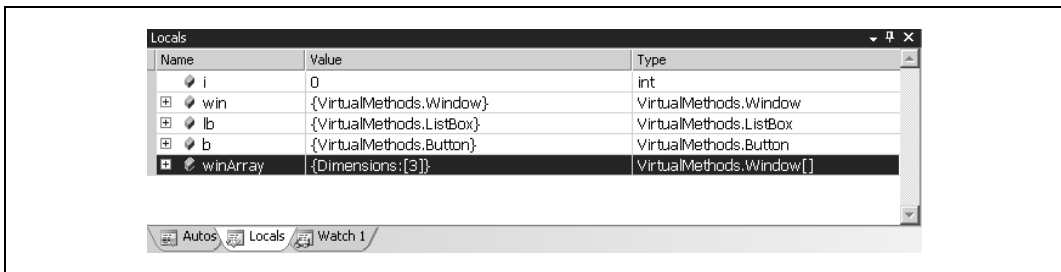 Locals
Name Value Type
i 0 int
win {VirtualMethods.Window} VirtualMethods.Window
lb {VirtualMethods.ListBox} VirtualMethods.ListBox
b {VirtualMethods.Button} VirtualMethods.Button
winArray {Dimensions:[3]} VirtualMethods.Window[]
Autos Locals Watch 1